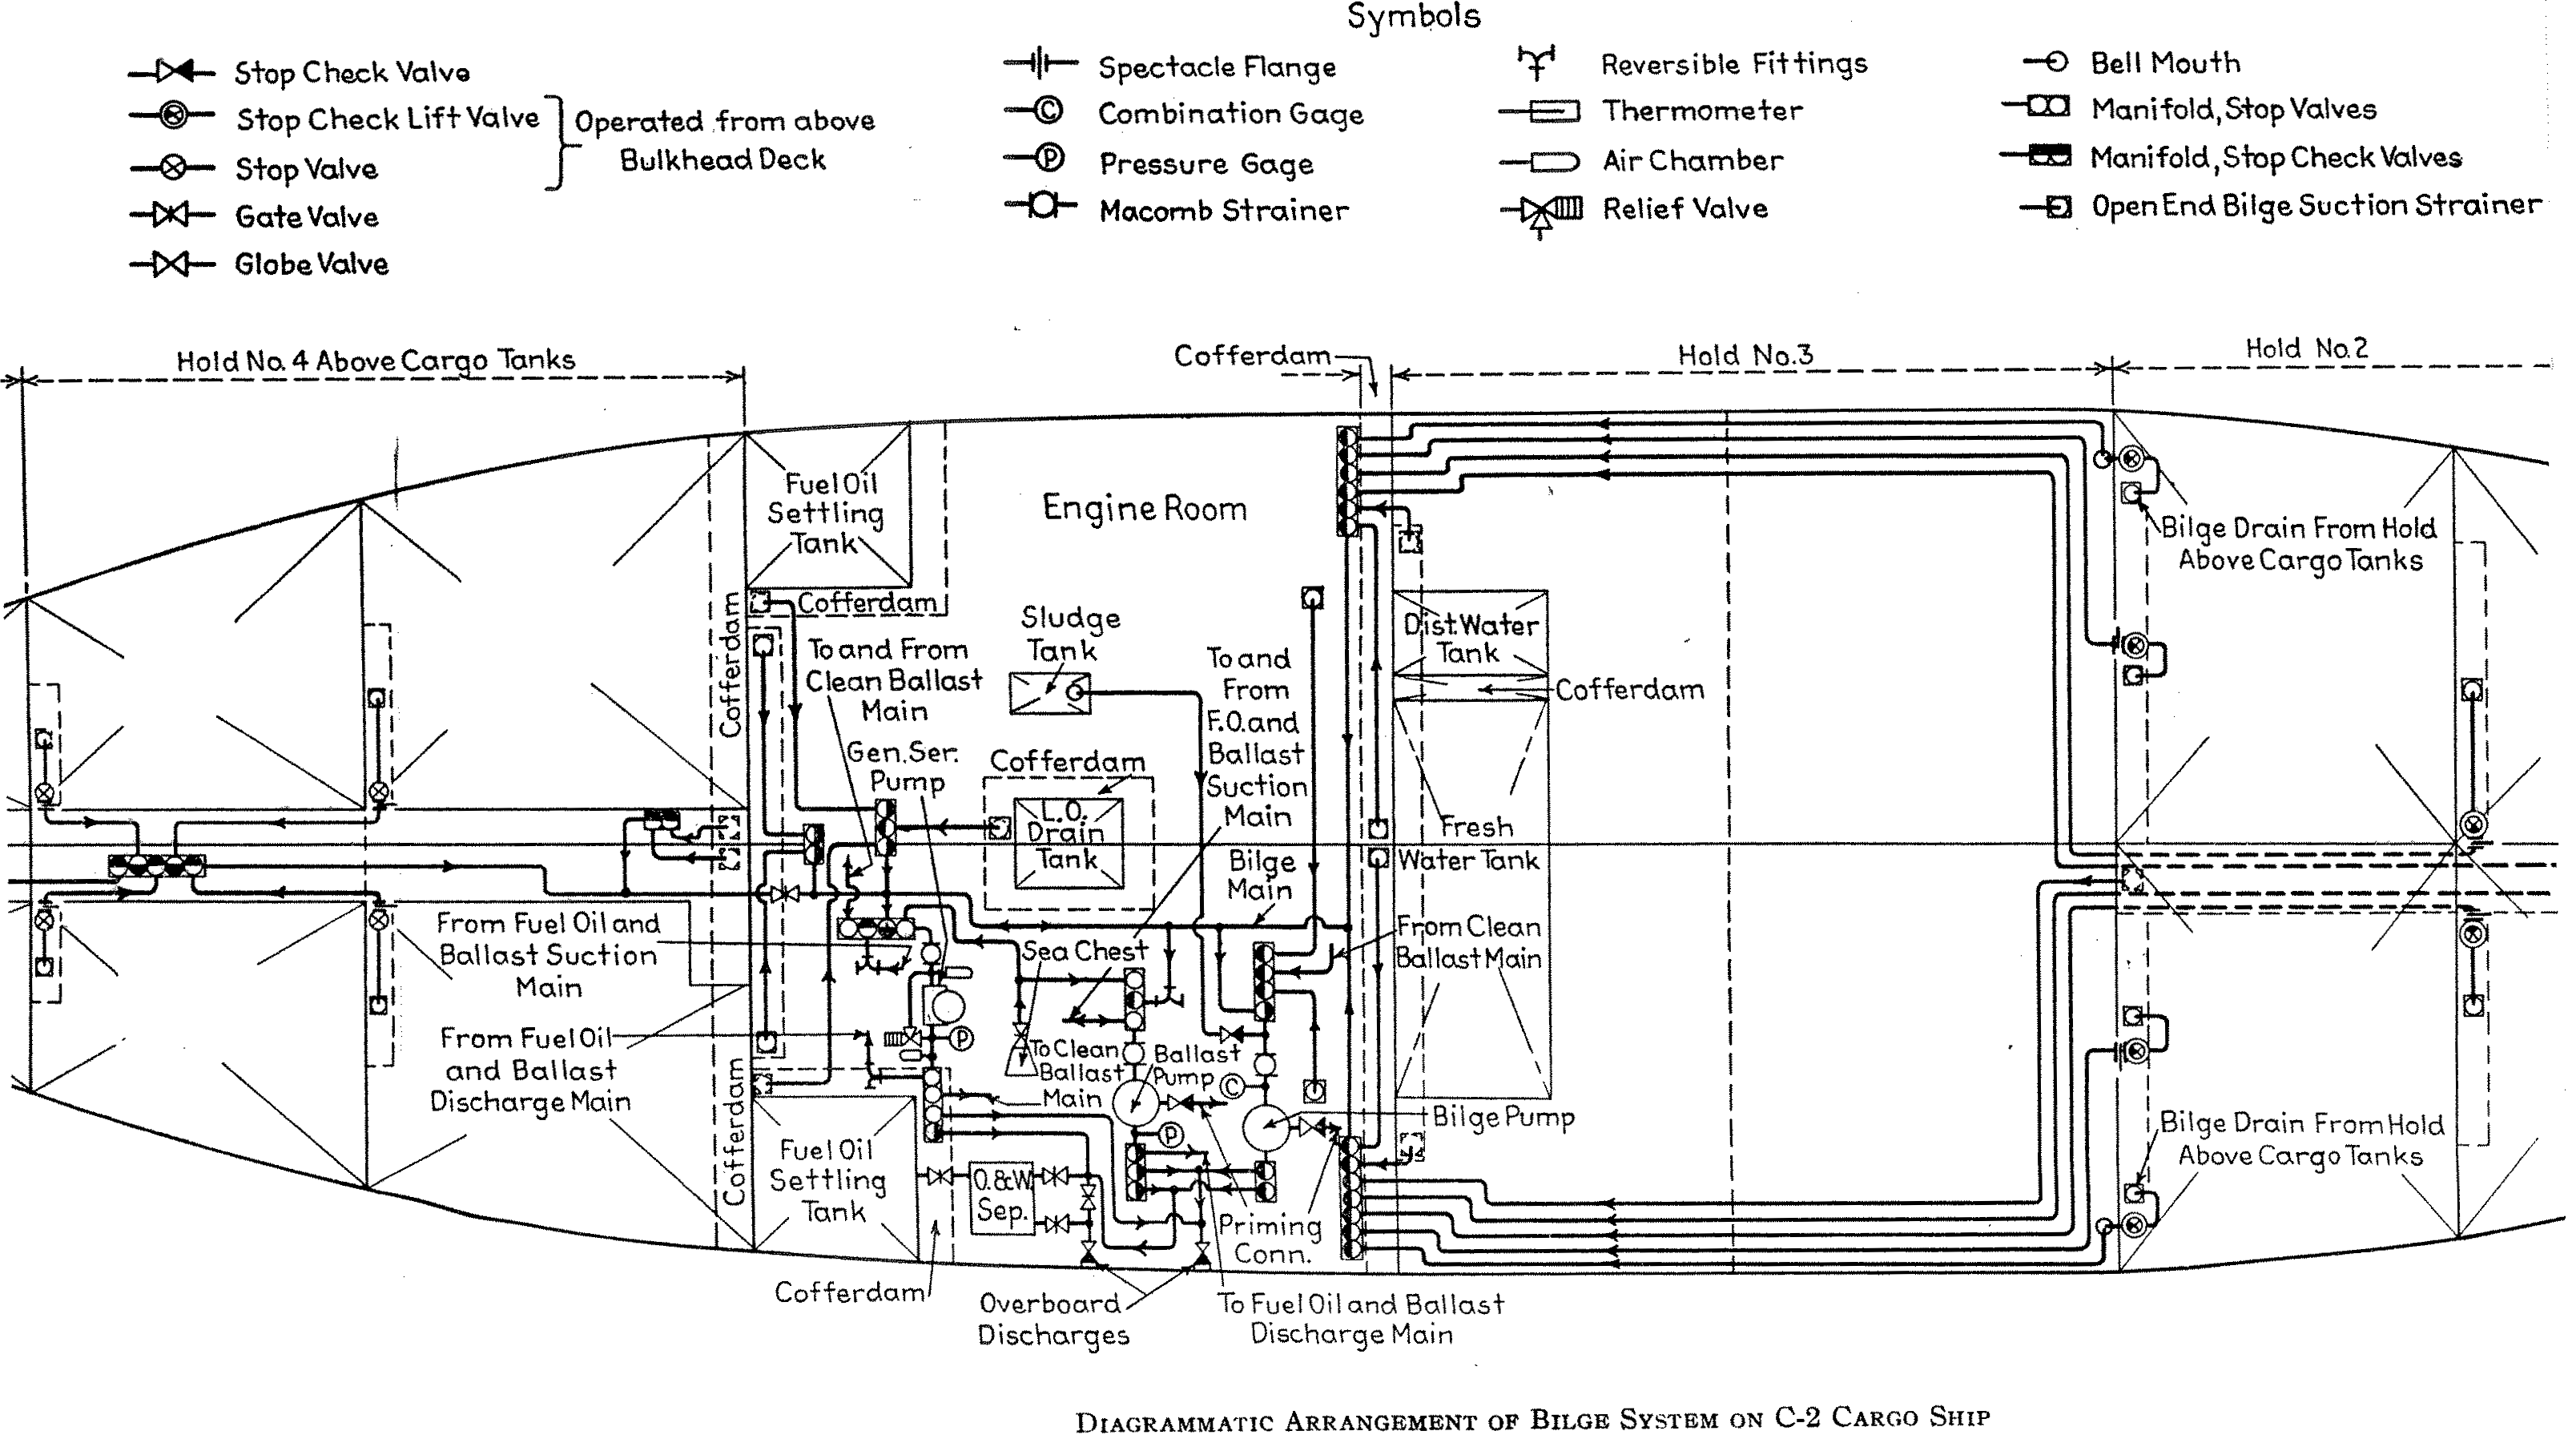 Symbols
Stop Check Valve
Stop Check Lift Valve
Stop Valve
Operated from above
Bulkhead Deck
Gate Valve
Globe Valve
Spectacle Flange
C
Combination Gage
P
Pressure Gage
Macomb Strainer
Reversible Fittings
Thermometer
Air Chamber
Relief Valve
Bell Mouth
Manifold, Stop Valves
Manifold, Stop Check Valves
Open End Bilge Suction Strainer
Hold No. 4 Above Cargo Tanks
Cofferdam
Hold No.3
Hold No.2
Fuel Oil
Settling
Tank
Cofferdam
Cofferdam
Engine Room
Sludge
Tank
To and From
Clean Ballast
Main
Gen. Ser.
Pump
Cofferdam
L.O.
Drain
Tank
To and
From
F.O. and
Ballast
Suction
Main
Bilge
Main
Dist. Water
Tank
Cofferdam
Fresh
Water Tank
Bilge Drain From Hold
Above Cargo Tanks
From Fuel Oil and
Ballast Suction
Main
Sea Chest
From Clean
Ballast Main
From Fuel Oil
and Ballast
Discharge Main
P
To Clean
Ballast
Main
Ballast
Pump
C
P
Bilge Pump
Cofferdam
Fuel Oil
Settling
Tank
O. & W.
Sep.
Priming
Conn.
Bilge Drain From Hold
Above Cargo Tanks
Cofferdam
Overboard
Discharges
To Fuel Oil and Ballast
Discharge Main
DIAGRAMMATIC ARRANGEMENT OF BILGE SYSTEM ON C-2 CARGO SHIP